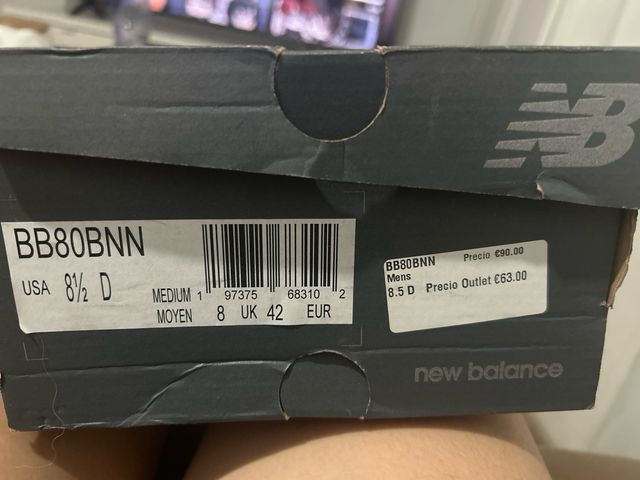 NB
BB80BNN
USA 8½ D
MEDIUM 1 97375 68310 2
MOYEN 8 UK 42 EUR
BB80BNN Precio €90.00
Mens
8.5 D Precio Outlet €63.00
new balance